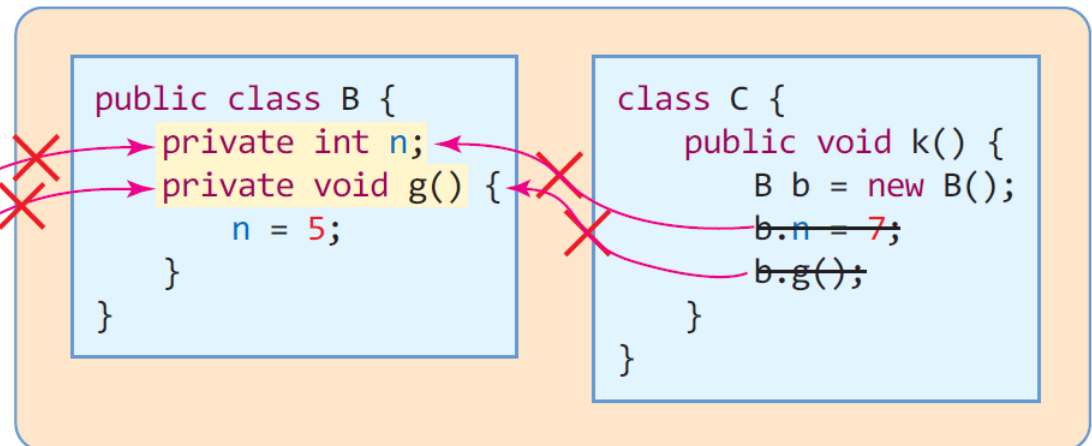 public class B {
private int n;
private void g() {
n = 5;
}
}
class C {
public void k() {
B b = new B();
b.n = 7;
b.g();
}
}